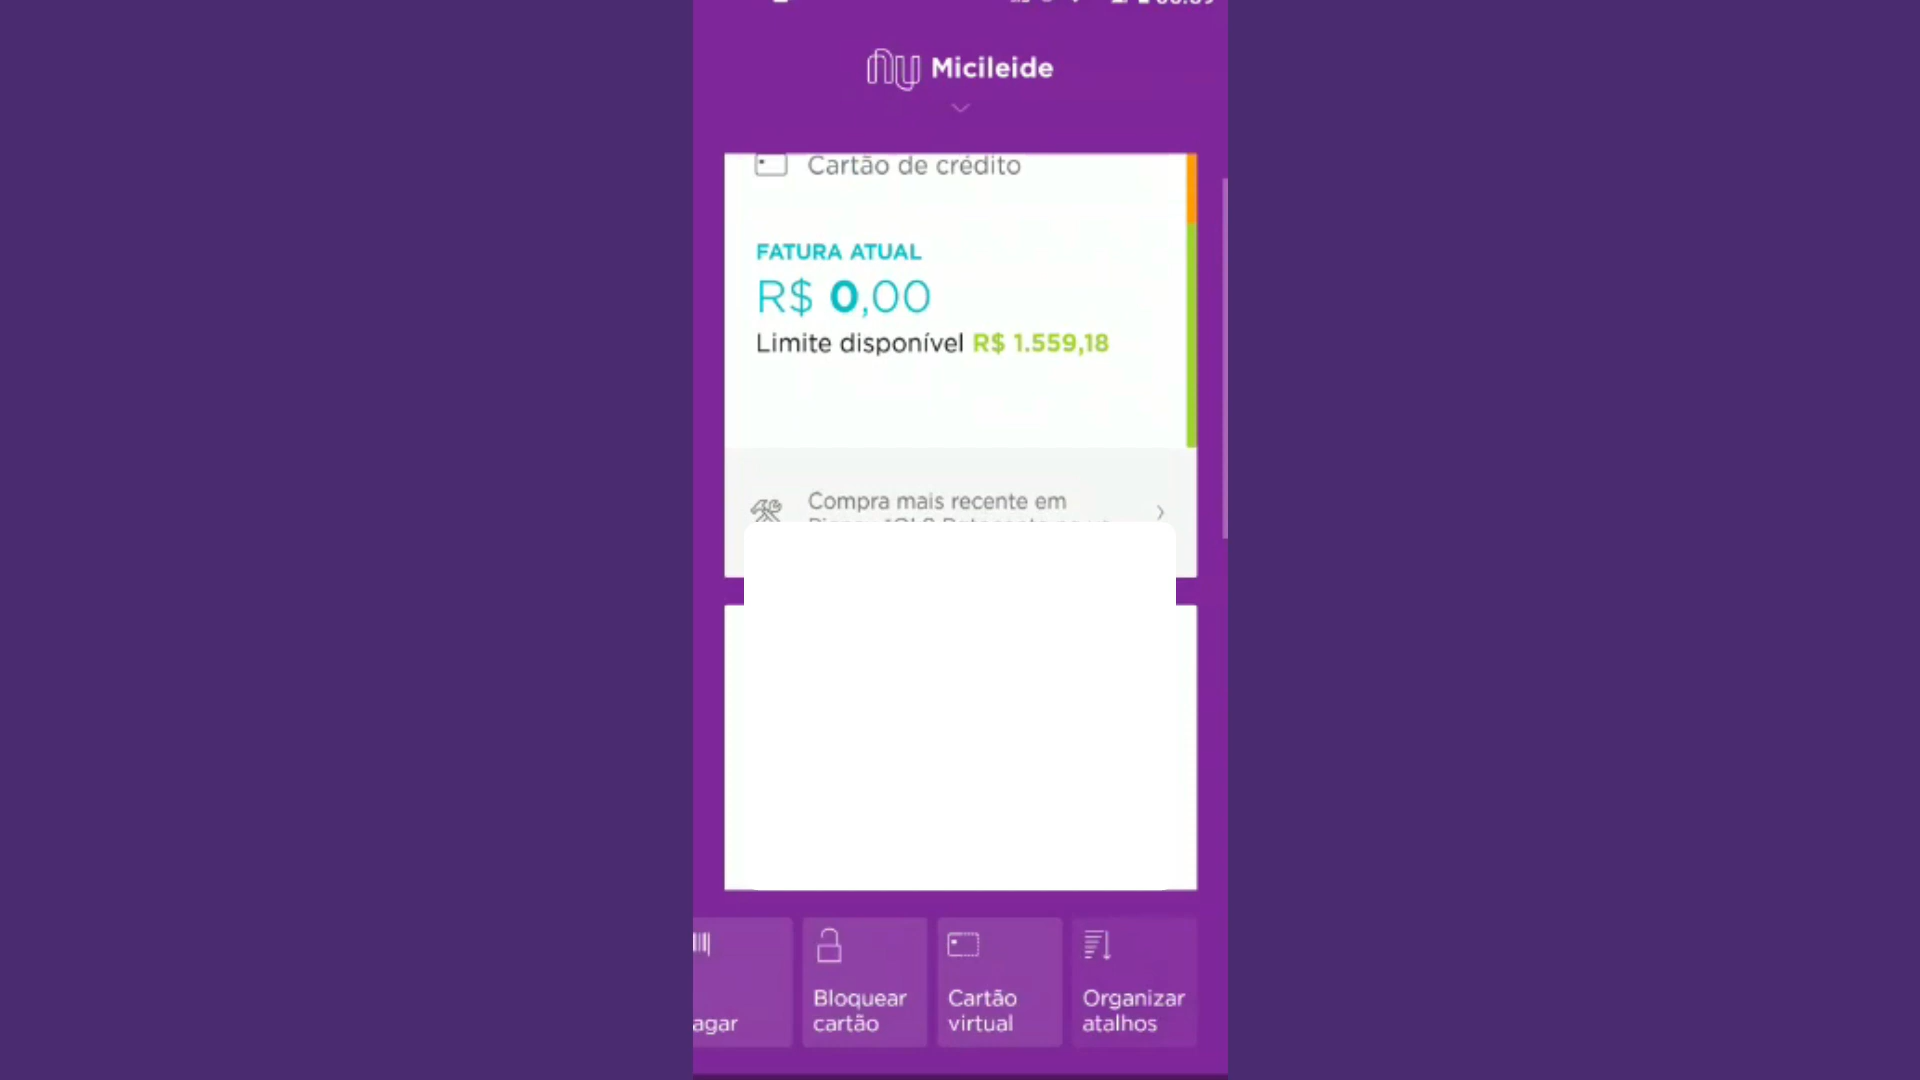 nu Micileide
Cartão de crédito
FATURA ATUAL
R$ 0,00
Limite disponível R$ 1.559,18
Compra mais recente em
agar
Bloquear
cartão
Cartão
virtual
Organizar
atalhos